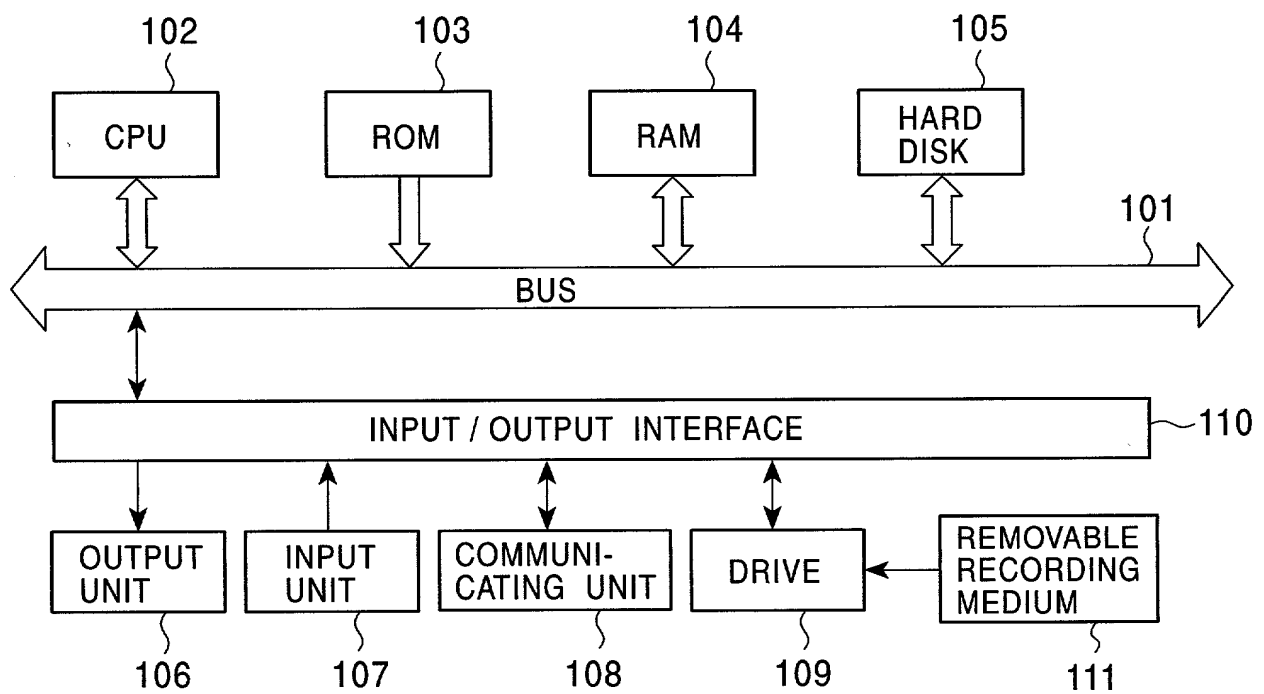 102
103
104
105
CPU
ROM
RAM
HARD
DISK
101
BUS
INPUT / OUTPUT INTERFACE
110
OUTPUT
UNIT
INPUT
UNIT
COMMUNI-
CATING UNIT
DRIVE
REMOVABLE
RECORDING
MEDIUM
106
107
108
109
111